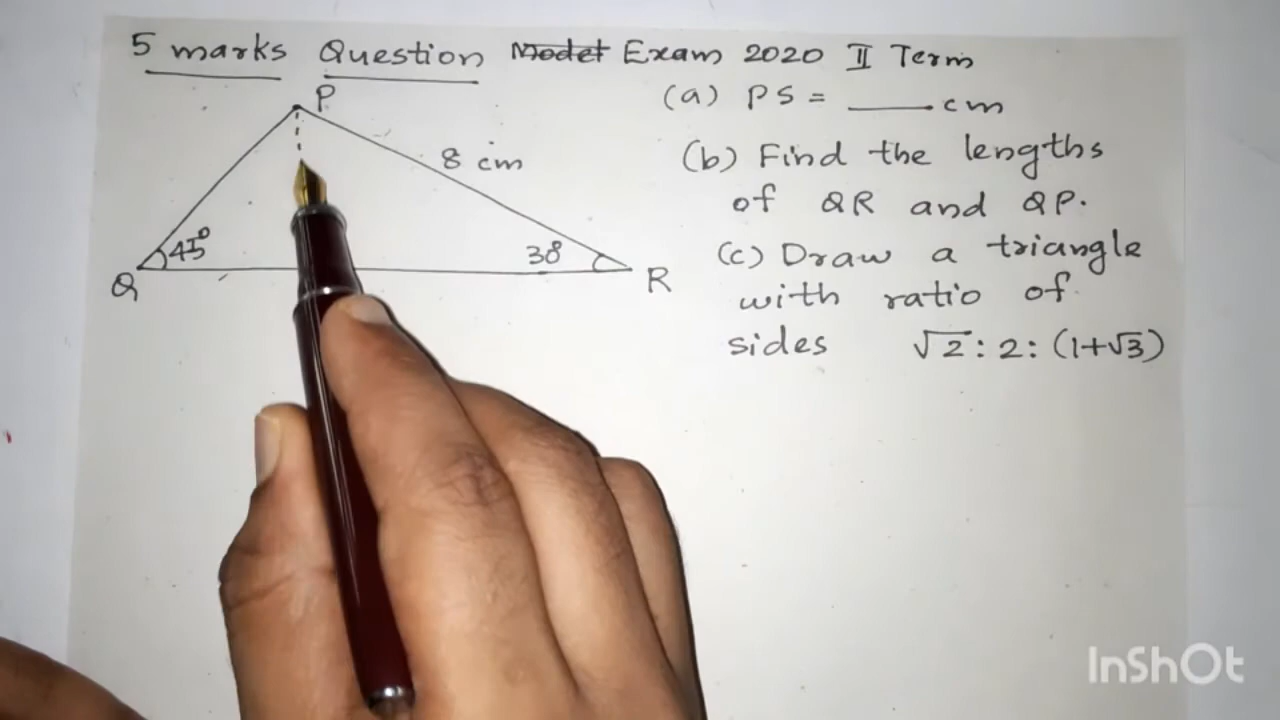 5 marks Question Model Exam 2020 II Term
P
(a) PS = ____ cm
8 cm
(b) Find the lengths
of QR and QP.
45°
30°
(c) Draw a triangle
Q
R
with ratio of
sides √2 : 2 : (1+√3)
InShOt